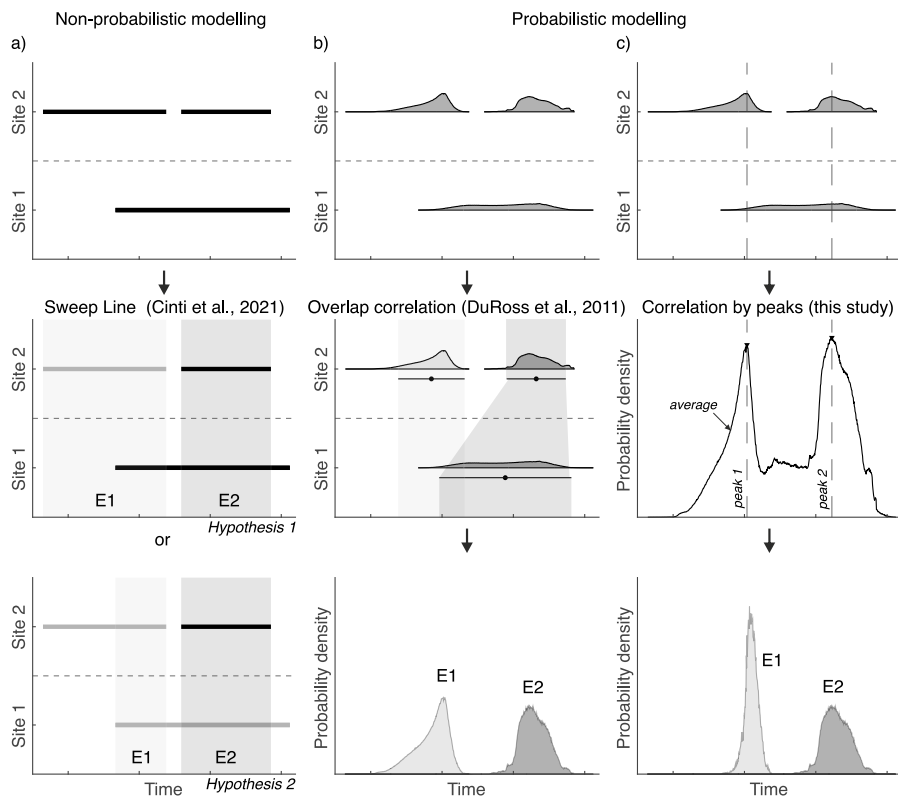 Non-probabilistic modelling
Probabilistic modelling
a)
b)
c)
Site 2
Site 1
Sweep Line (Cinti et al., 2021)
Site 2
Site 1
E1
E2
Hypothesis 1
or
Site 2
Site 1
E1
E2
Time
Hypothesis 2
Site 2
Site 1
Overlap correlation (DuRoss et al., 2011)
Site 2
Site 1
Probability density
E1
E2
Time
Site 2
Site 1
Correlation by peaks (this study)
Probability density
average
peak 1
peak 2
Probability density
E1
E2
Time